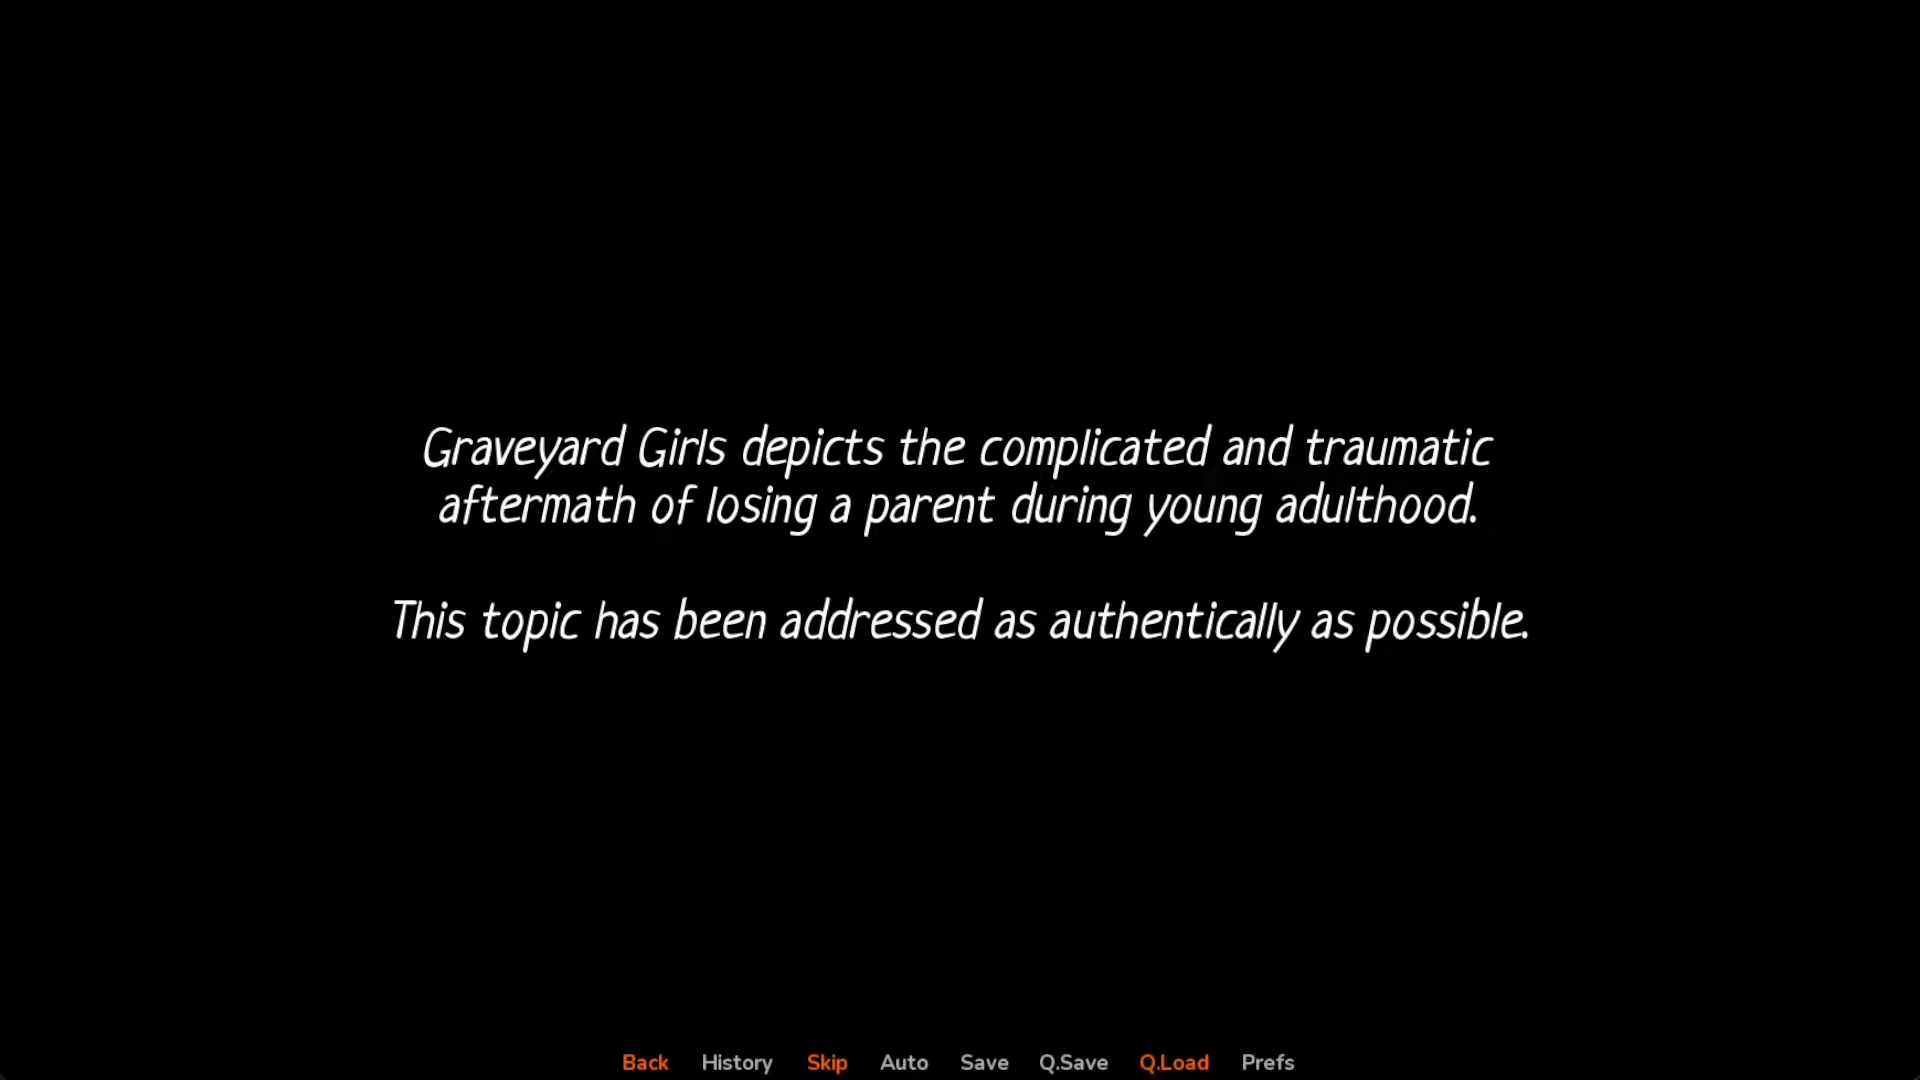 Graveyard Girls depicts the complicated and traumatic
aftermath of losing a parent during young adulthood.
This topic has been addressed as authentically as possible.
Back History Skip Auto Save Q.Save Q.Load Prefs